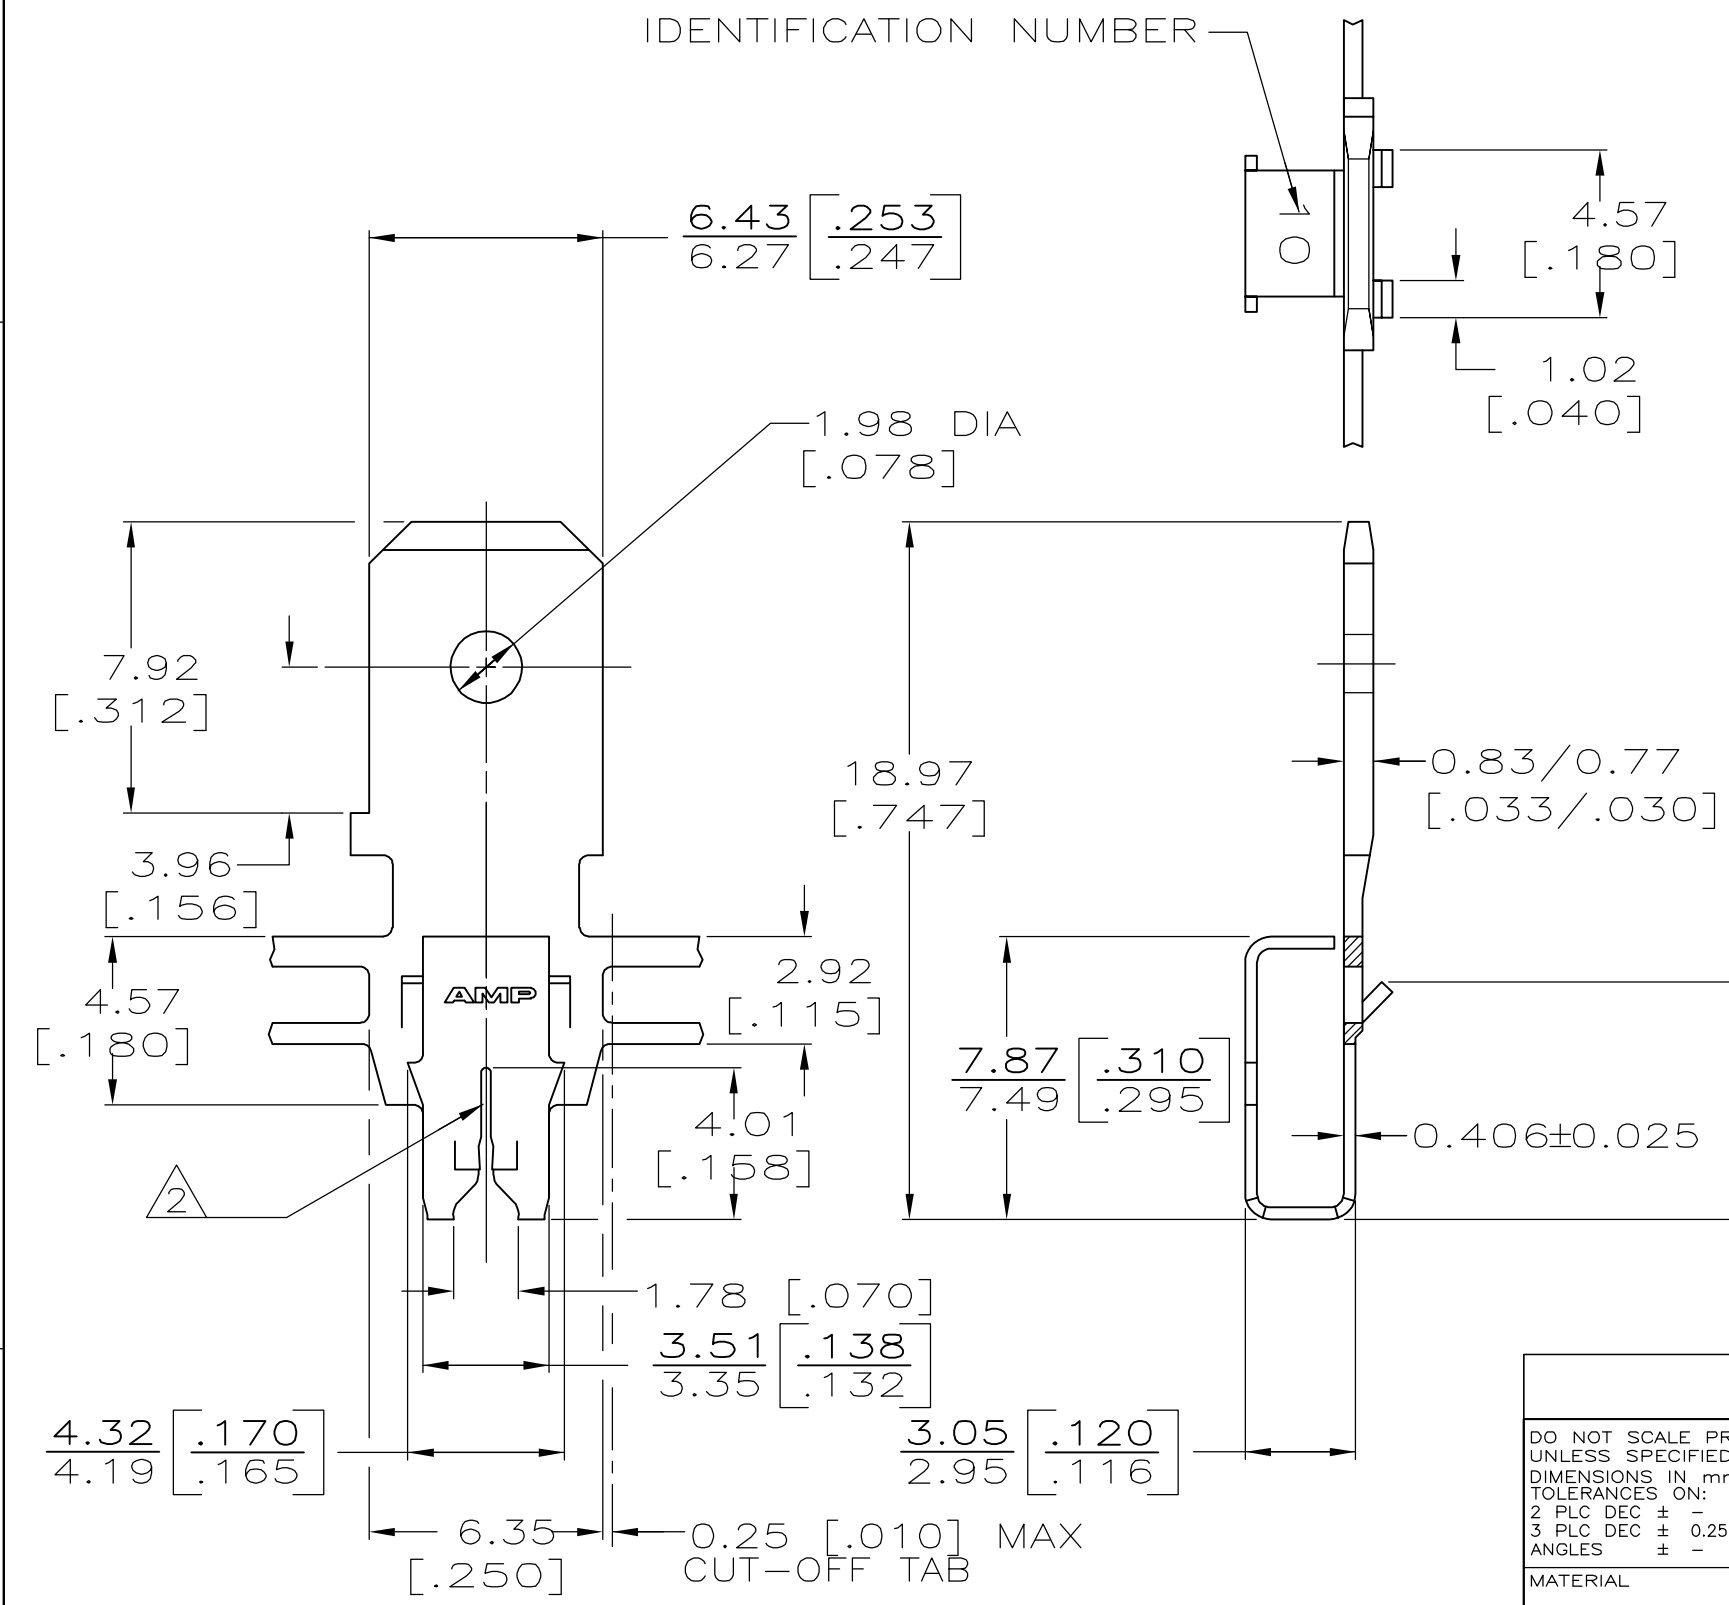 IDENTIFICATION NUMBER
1
0
4.57
[.180]
6.43 [.253
6.27 .247]
1.02
[.040]
1.98 DIA
[.078]
7.92
[.312]
18.97
[.747]
0.83/0.77
[.033/.030]
3.96
[.156]
4.57
[.180]
AMP
2.92
[.115]
7.87 [.310
7.49 .295]
4.01
[.158]
0.406±0.025
2
1.78 [.070]
3.51 [.138
3.35 .132]
4.32 [.170
4.19 .165]
3.05 [.120
2.95 .116]
6.35
[.250]
0.25 [.010] MAX
CUT-OFF TAB
DO NOT SCALE PR
UNLESS SPECIFIED
DIMENSIONS IN mm
TOLERANCES ON:
2 PLC DEC ± -
3 PLC DEC ± 0.25
ANGLES ± -
MATERIAL